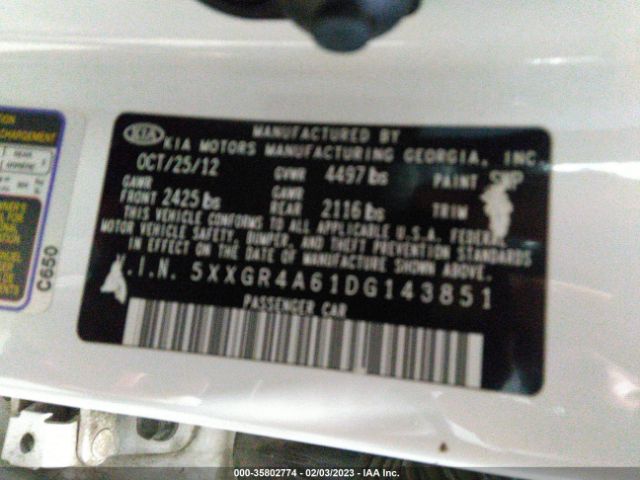 MANUFACTURED BY
KIA KIA MOTORS MANUFACTURING GEORGIA, INC.
OCT/25/12 GVWR 4497 lbs PAINT SWP
GAWR FRONT 2425 lbs GAWR REAR 2116 lbs TRIM
THIS VEHICLE CONFORMS TO ALL APPLICABLE U.S.A. FEDERAL
MOTOR VEHICLE SAFETY, BUMPER, AND THEFT PREVENTION STANDARDS
IN EFFECT ON THE DATE OF MANUFACTURE SHOWN ABOVE.
V.I.N. 5XXGR4A61DG143851
PASSENGER CAR
C650
REAR
000-35802774 - 02/03/2023 - IAA Inc.